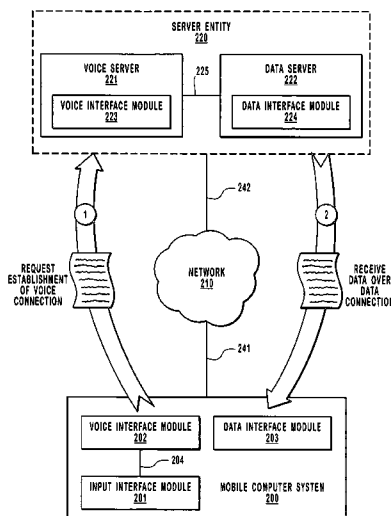 SERVER ENTITY
220
VOICE SERVER
221
VOICE INTERFACE MODULE
223
225
DATA SERVER
222
DATA INTERFACE MODULE
224
242
1
2
REQUEST
ESTABLISHMENT
OF VOICE
CONNECTION
NETWORK
210
RECEIVE
DATA OVER
DATA
CONNECTION
241
VOICE INTERFACE MODULE
202
DATA INTERFACE MODULE
203
204
INPUT INTERFACE MODULE
201
MOBILE COMPUTER SYSTEM
200